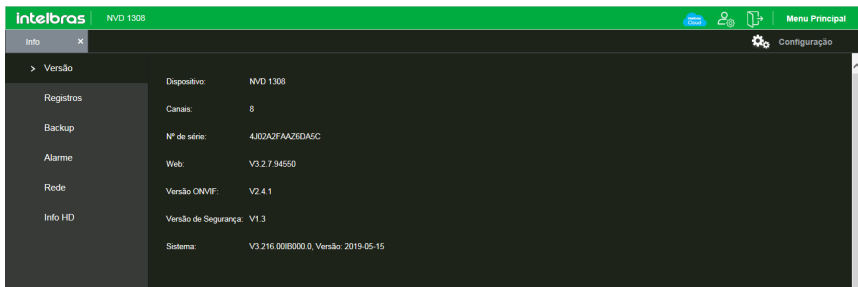 intelbras NVD 1308 intelbras Cloud Menu Principal
Info × Configuração
> Versão
Registros
Backup
Alarme
Rede
Info HD
Dispositivo: NVD 1308
Canais: 8
Nº de série: 4J02A2FAAZ6DA5C
Web: V3.2.7.94550
Versão ONVIF: V2.4.1
Versão de Segurança: V1.3
Sistema: V3.216.00IB000.0, Versão: 2019-05-15